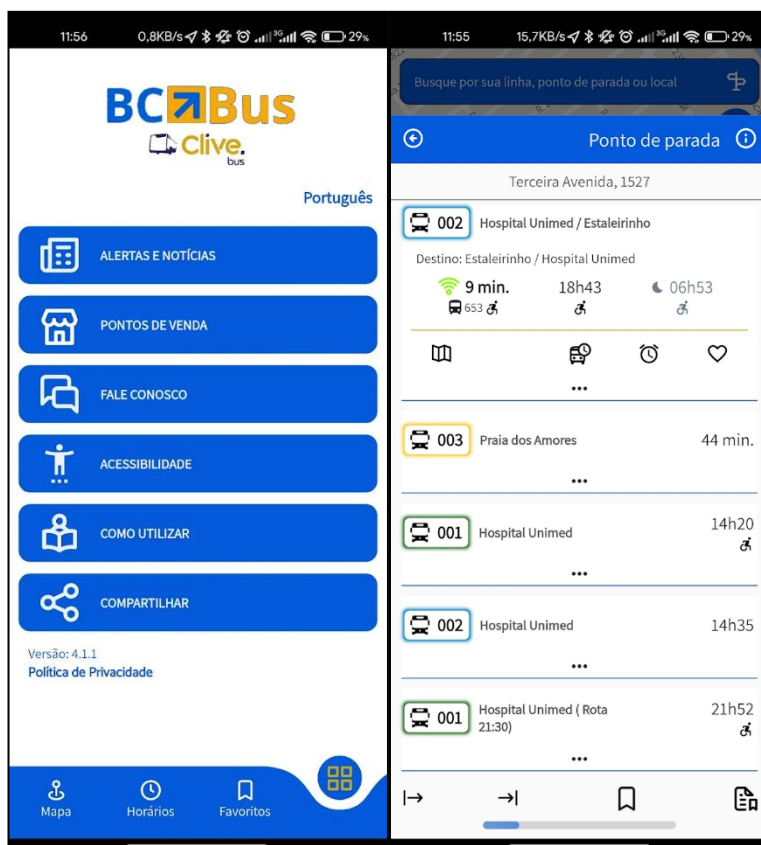 11:56 0,8KB/s 3G 29%
BC Bus
Clive.
bus
Português
ALERTAS E NOTÍCIAS
PONTOS DE VENDA
FALE CONOSCO
ACESSIBILIDADE
COMO UTILIZAR
COMPARTILHAR
Versão: 4.1.1
Política de Privacidade
Mapa Horários Favoritos
11:55 15,7KB/s 3G 29%
Busque por sua linha, ponto de parada ou local
Ponto de parada
Terceira Avenida, 1527
002 Hospital Unimed / Estaleirinho
Destino: Estaleirinho / Hospital Unimed
9 min. 18h43 06h53
653
003 Praia dos Amores 44 min.
001 Hospital Unimed 14h20
002 Hospital Unimed 14h35
001 Hospital Unimed ( Rota 21h52
21:30)